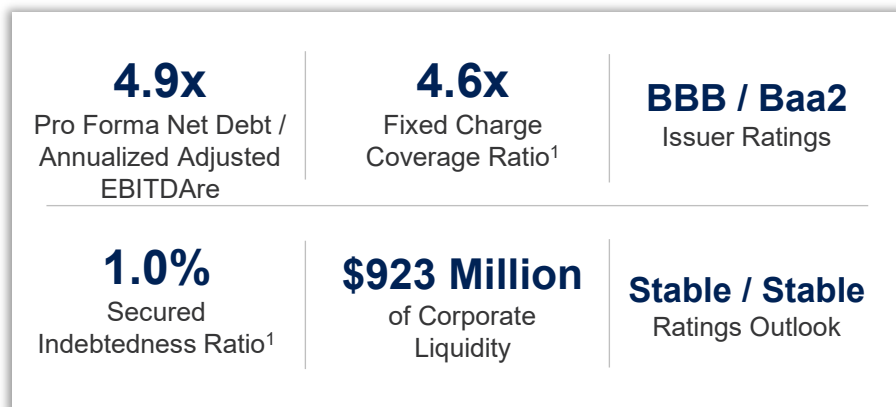 4.9x
Pro Forma Net Debt /
Annualized Adjusted
EBITDAre
4.6x
Fixed Charge
Coverage Ratio¹
BBB / Baa2
Issuer Ratings
1.0%
Secured
Indebtedness Ratio¹
$923 Million
of Corporate
Liquidity
Stable / Stable
Ratings Outlook